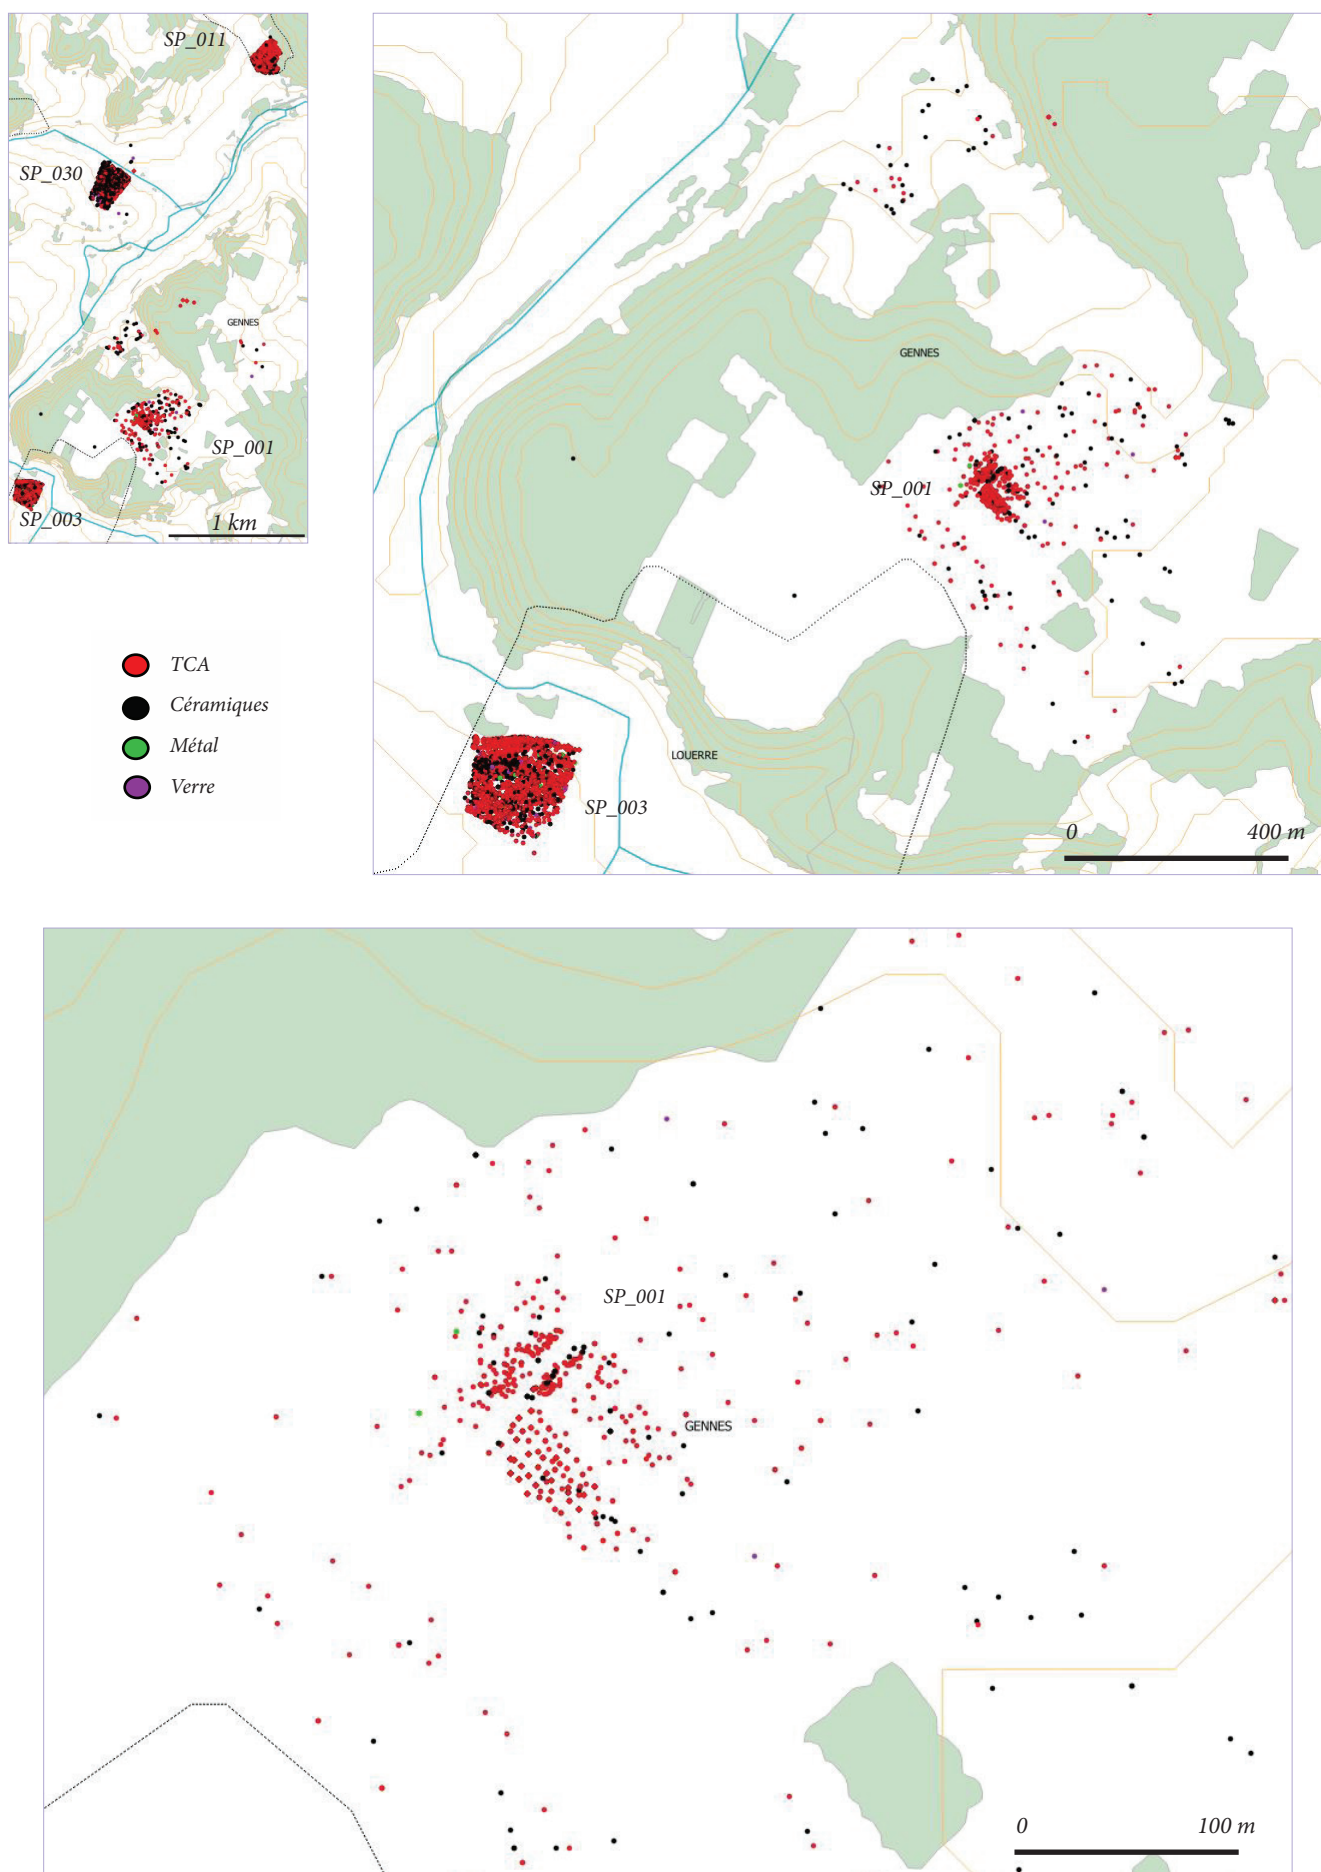 SP_011
SP_030
GENNES
SP_001
SP_003
1 km
TCA
Céramiques
Métal
Verre
GENNES
SP_001
LOUERRE
SP_003
0 400 m
SP_001
GENNES
0 100 m